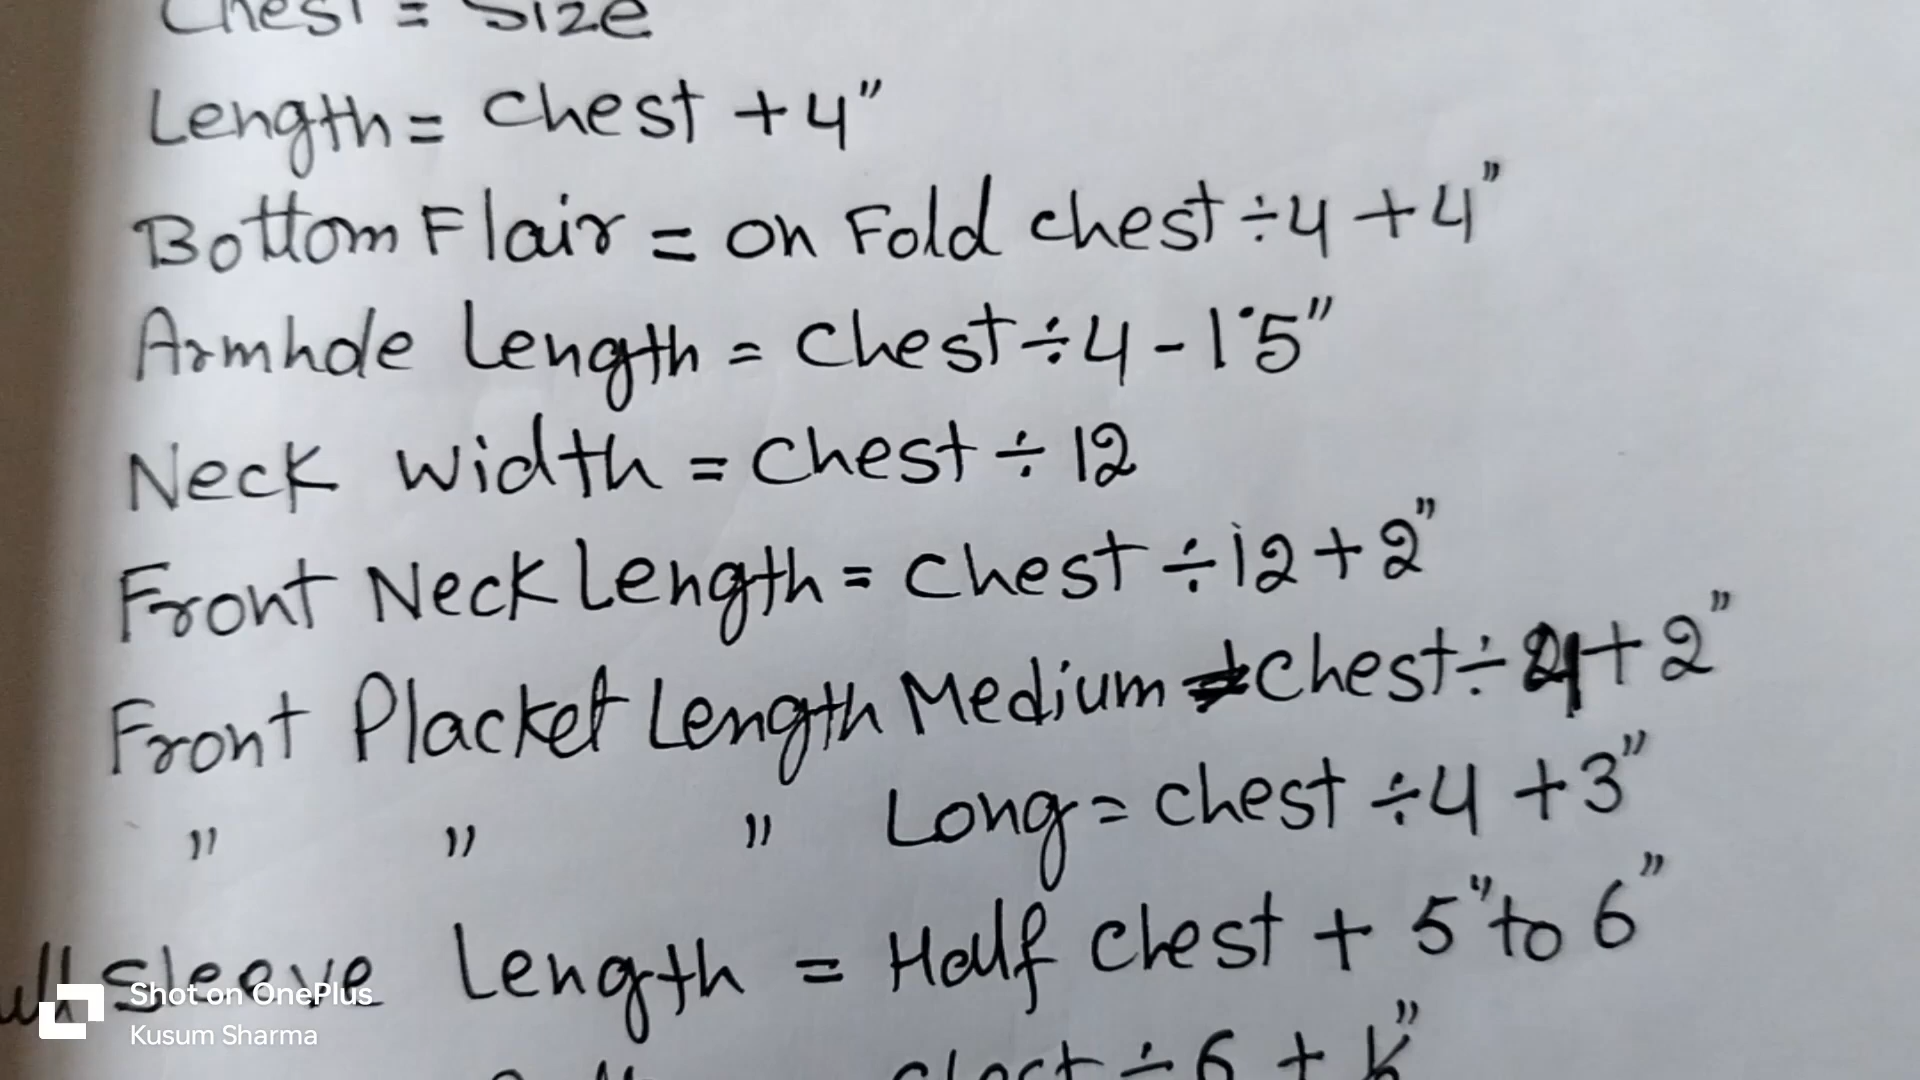 Chest = Size
Length = Chest + 4"
Bottom Flair = on Fold chest ÷ 4 + 4"
Armhole Length = Chest ÷ 4 - 1.5"
Neck width = Chest ÷ 12
Front Neck Length = Chest ÷ 12 + 2"
Front Placket Length Medium = Chest ÷ 4 + 2"
" " " Long = chest ÷ 4 + 3"
Sleeve Length = Half Chest + 5" to 6"
÷ 6 +
Shot on OnePlus
Kusum Sharma